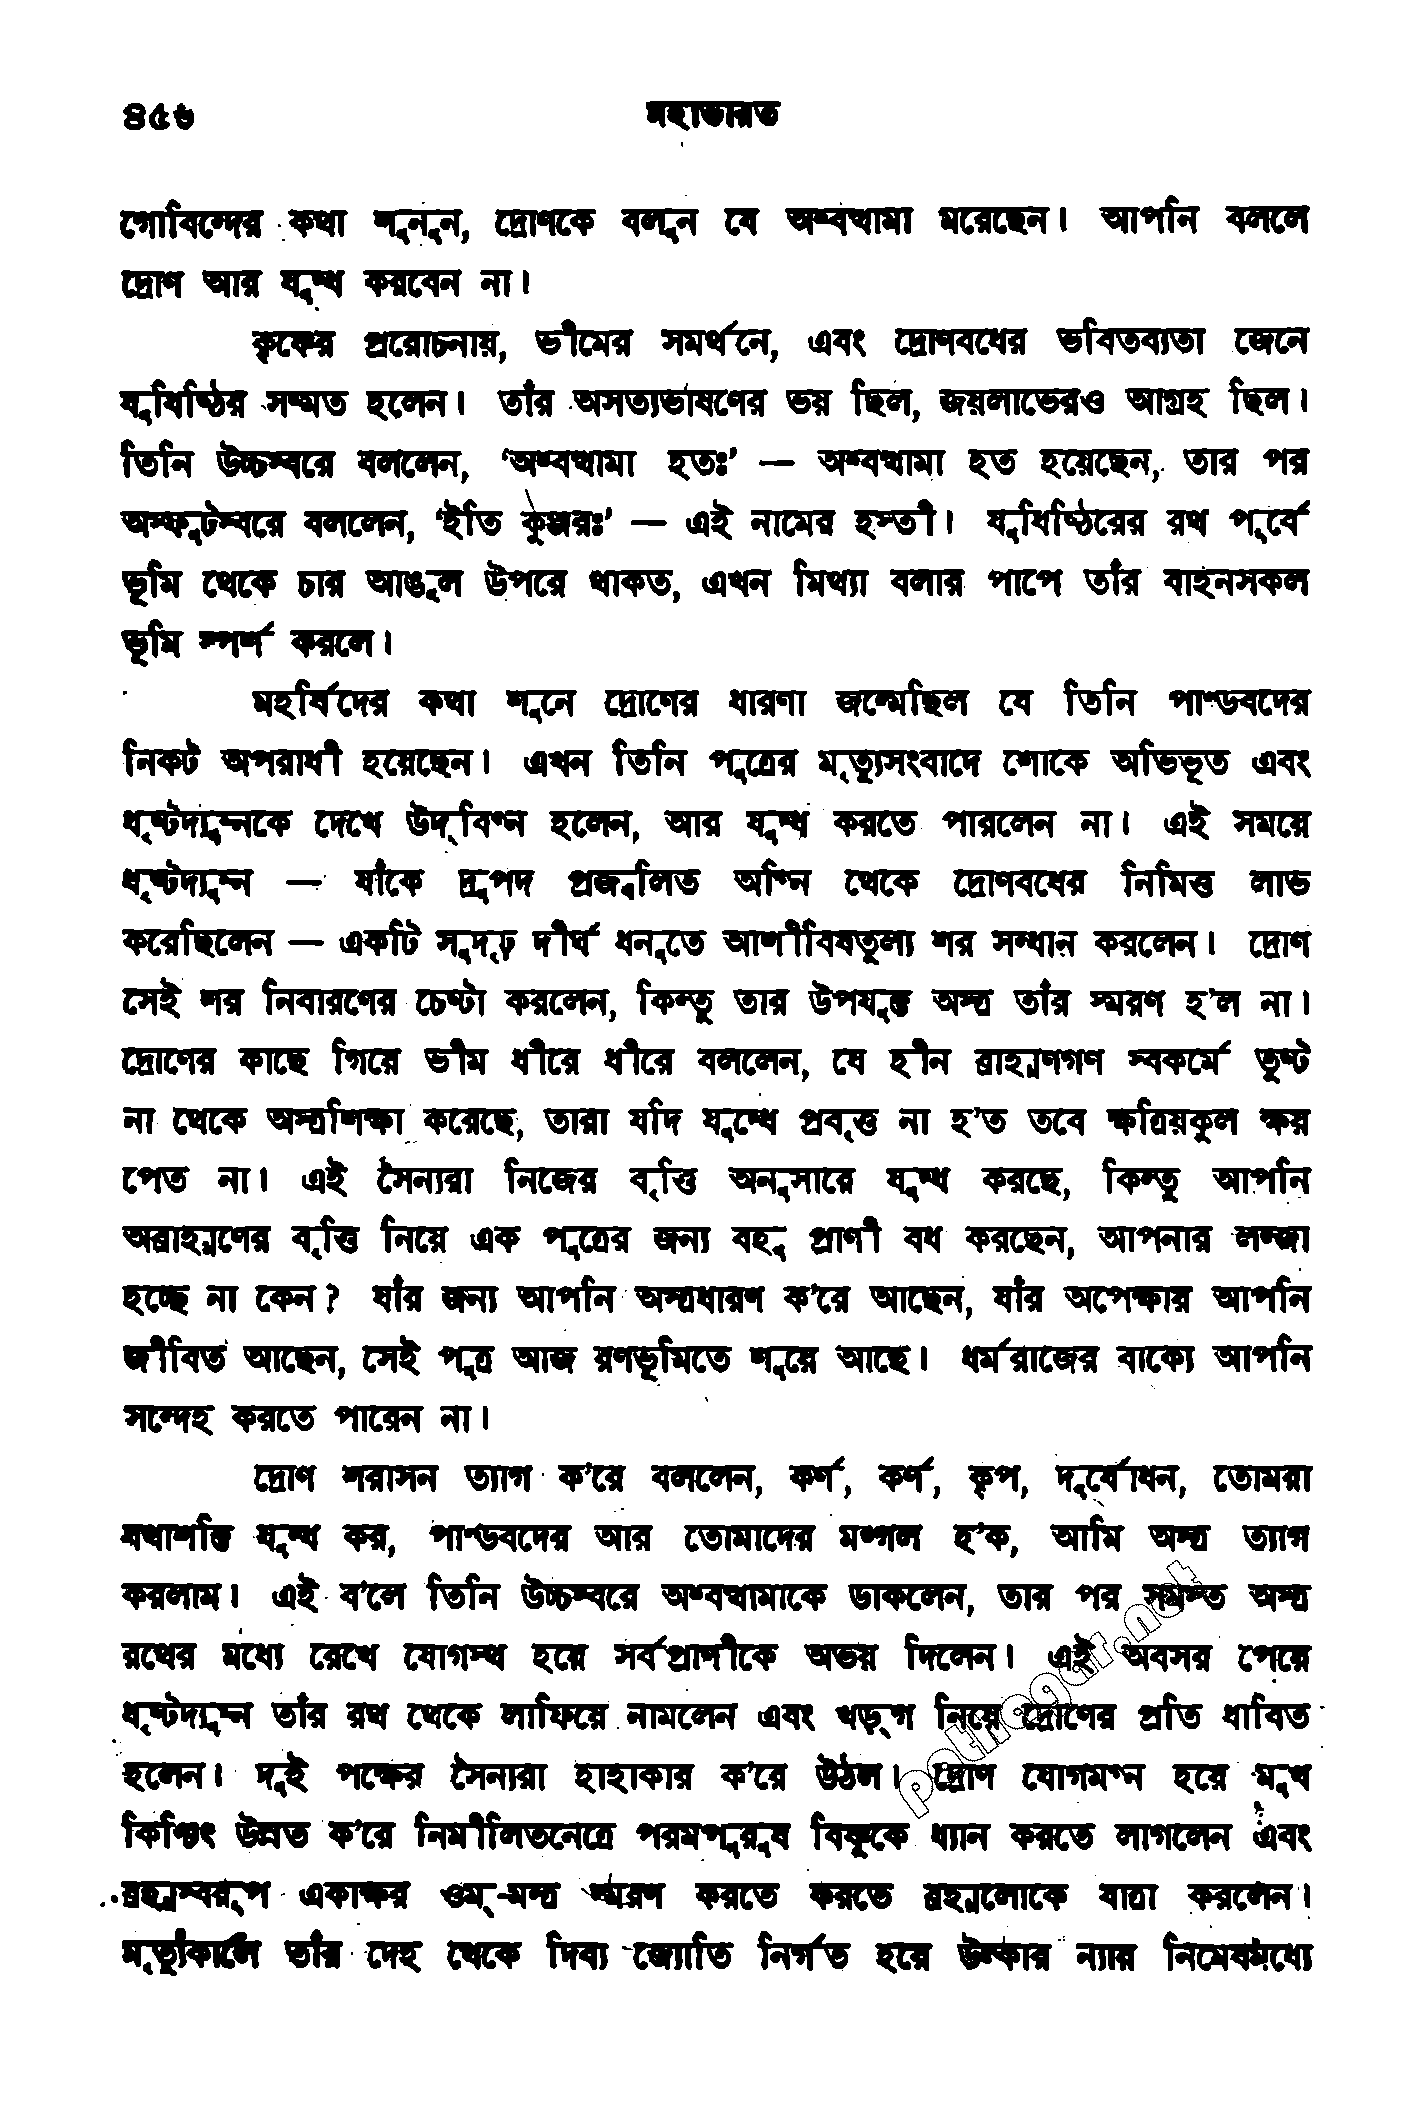 ৪৫৬
মহাভারত
গোবিন্দের কথা শুনুন, দ্রোণকে বলুন যে অশ্বত্থামা মরেছেন। আপনি বললে
দ্রোণ আর যুদ্ধ করবেন না।
কৃষ্ণের প্ররোচনায়, ভীমের সমর্থনে, এবং দ্রোণবধের ভবিতব্যতা জেনে
যুধিষ্ঠির সম্মত হলেন। তাঁর অসত্যভাষণের ভয় ছিল, জয়লাভেরও আগ্রহ ছিল।
তিনি উচ্চস্বরে বললেন, ‘অশ্বত্থামা হতঃ’ — অশ্বত্থামা হত হয়েছেন, তার পর
অস্ফুটস্বরে বললেন, ‘ইতি কুঞ্জরঃ’ — এই নামের হস্তী। যুধিষ্ঠিরের রথ পূর্বে
ভূমি থেকে চার আঙুল উপরে থাকত, এখন মিথ্যা বলার পাপে তাঁর বাহনসকল
ভূমি স্পর্শ করলে।
মহর্ষিদের কথা শুনে দ্রোণের ধারণা জন্মেছিল যে তিনি পাণ্ডবদের
নিকট অপরাধী হয়েছেন। এখন তিনি পুত্রের মৃত্যুসংবাদে শোকে অভিভূত এবং
ধৃষ্টদ্যুম্নকে দেখে উদ্‌বিগ্ন হলেন, আর যুদ্ধ করতে পারলেন না। এই সময়ে
ধৃষ্টদ্যুম্ন — যাঁকে দ্রুপদ প্রজ্বলিত অগ্নি থেকে দ্রোণবধের নিমিত্ত লাভ
করেছিলেন — একটি সুদৃঢ় দীর্ঘ ধনুতে আশীবিষতুল্য শর সন্ধান করলেন। দ্রোণ
সেই শর নিবারণের চেষ্টা করলেন, কিন্তু তার উপযুক্ত অস্ত্র তাঁর স্মরণ হ’ল না।
দ্রোণের কাছে গিয়ে ভীম ধীরে ধীরে বললেন, যে হীন ব্রাহ্মণগণ স্বকর্মে তুষ্ট
না থেকে অস্ত্রশিক্ষা করেছে, তারা যদি যুদ্ধে প্রবৃত্ত না হ’ত তবে ক্ষত্রিয়কুল ক্ষয়
পেত না। এই সৈন্যরা নিজের বৃত্তি অনুসারে যুদ্ধ করছে, কিন্তু আপনি
অব্রাহ্মণের বৃত্তি নিয়ে এক পুত্রের জন্য বহু প্রাণী বধ করছেন, আপনার লজ্জা
হচ্ছে না কেন? যাঁর জন্য আপনি অস্ত্রধারণ ক’রে আছেন, যাঁর অপেক্ষায় আপনি
জীবিত আছেন, সেই পুত্র আজ রণভূমিতে শুয়ে আছে। ধর্মরাজের বাক্যে আপনি
সন্দেহ করতে পারেন না।
দ্রোণ শরাসন ত্যাগ ক’রে বললেন, কর্ণ, কর্ণ, কৃপ, দুর্যোধন, তোমরা
যথাশক্তি যুদ্ধ কর, পাণ্ডবদের আর তোমাদের মঙ্গল হ’ক, আমি অস্ত্র ত্যাগ
করলাম। এই ব’লে তিনি উচ্চস্বরে অশ্বত্থামাকে ডাকলেন, তার পর সমস্ত অস্ত্র
রথের মধ্যে রেখে যোগস্থ হয়ে সর্বপ্রাণীকে অভয় দিলেন। এই অবসর পেয়ে
ধৃষ্টদ্যুম্ন তাঁর রথ থেকে লাফিয়ে নামলেন এবং খড়্‌গ নিয়ে দ্রোণের প্রতি ধাবিত
হলেন। দুই পক্ষের সৈন্যরা হাহাকার ক’রে উঠল। দ্রোণ যোগমগ্ন হয়ে মুখ
কিঞ্চিৎ উন্নত ক’রে নিমীলিতনেত্রে পরমপুরুষ বিষ্ণুকে ধ্যান করতে লাগলেন এবং
ব্রহ্মস্বরূপ একাক্ষর ওম্-মন্ত্র স্মরণ করতে করতে ব্রহ্মলোকে যাত্রা করলেন।
মৃত্যুকালে তাঁর দেহ থেকে দিব্য জ্যোতি নির্গত হয়ে উল্কার ন্যায় নিমেষমধ্যে
pathagar.net